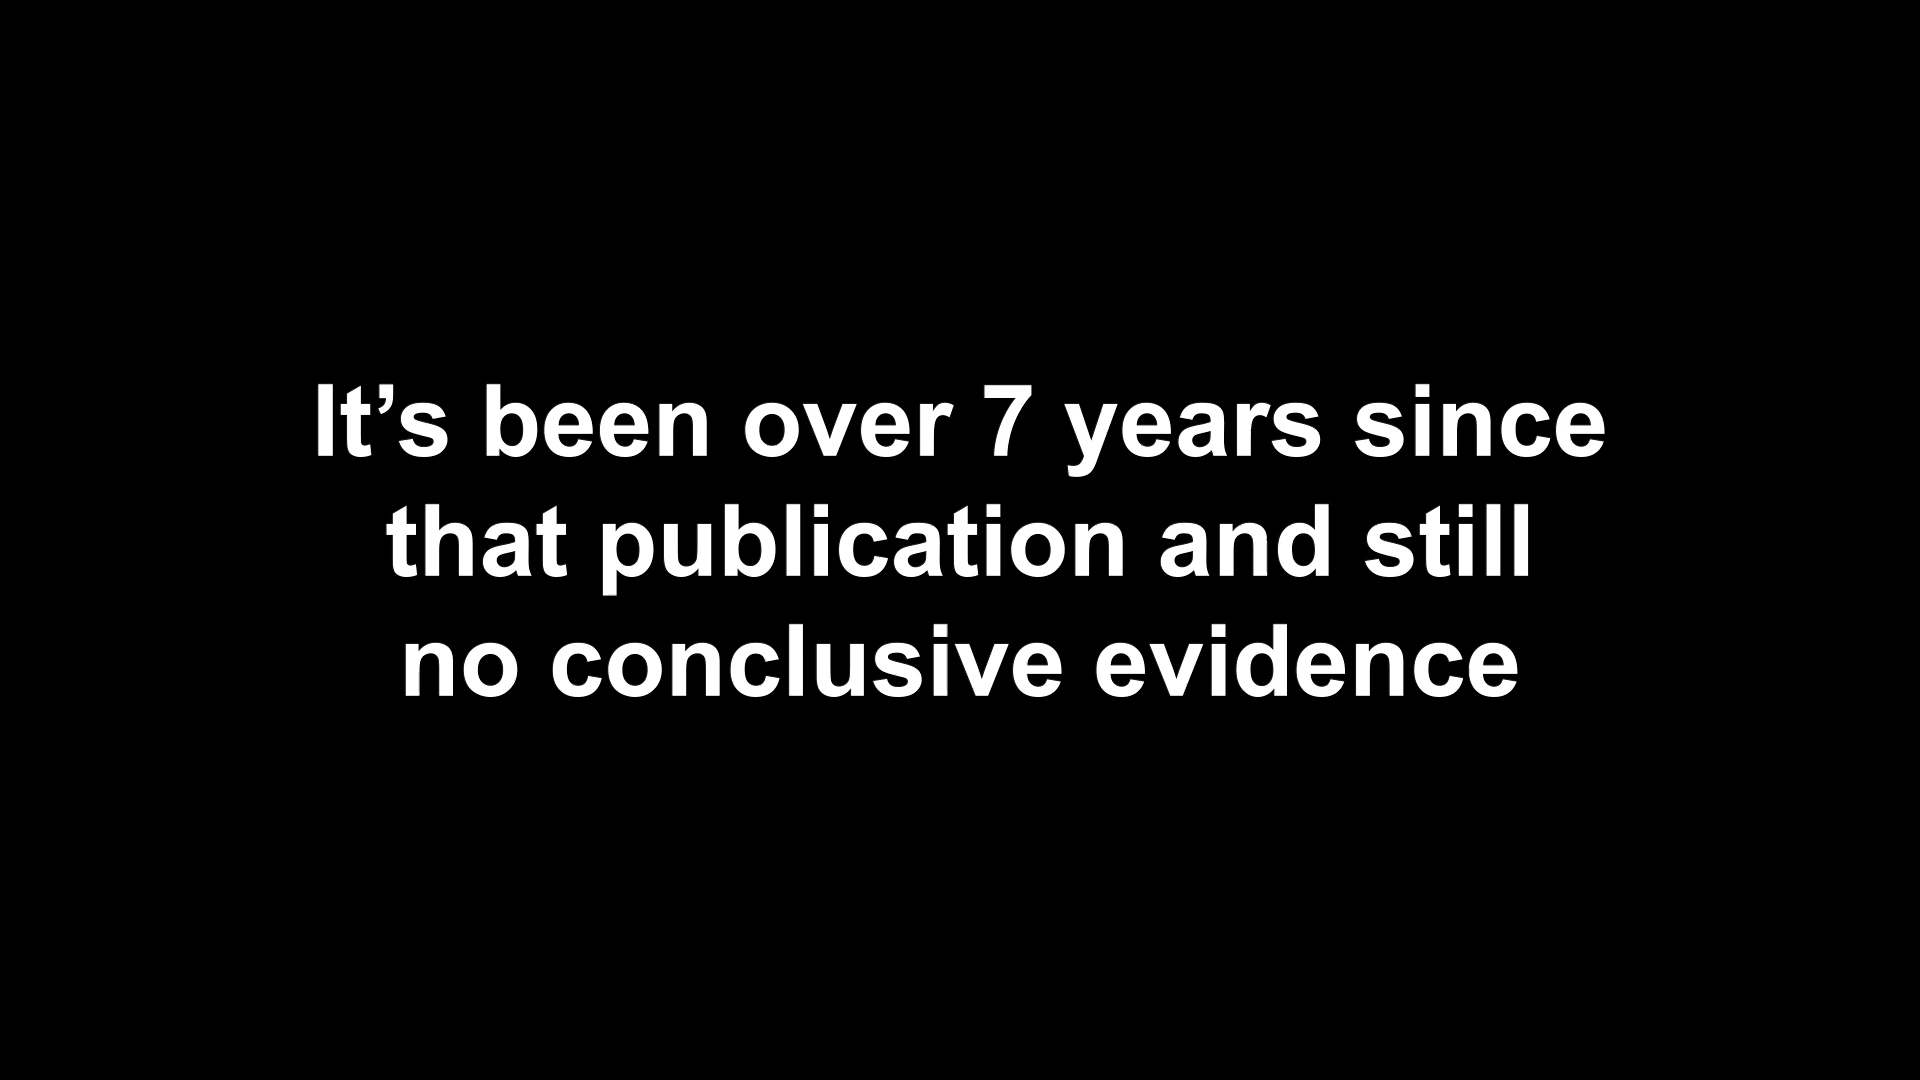 It’s been over 7 years since
that publication and still
no conclusive evidence